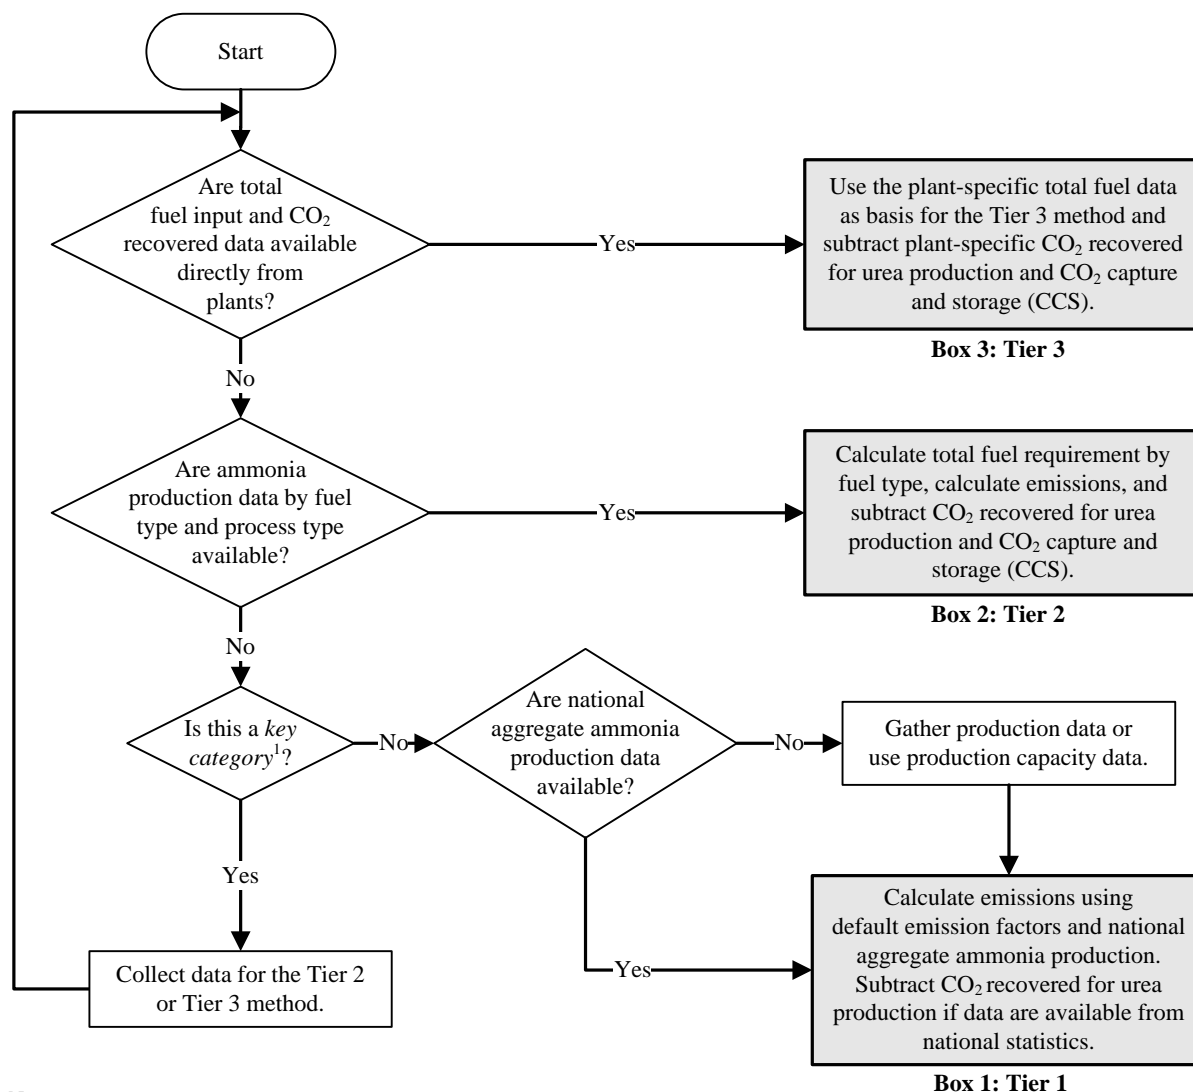 Start
Are total
fuel input and CO₂
recovered data available
directly from
plants?
Yes
Use the plant-specific total fuel data
as basis for the Tier 3 method and
subtract plant-specific CO₂ recovered
for urea production and CO₂ capture
and storage (CCS).
Box 3: Tier 3
No
Are ammonia
production data by fuel
type and process type
available?
Yes
Calculate total fuel requirement by
fuel type, calculate emissions, and
subtract CO₂ recovered for urea
production and CO₂ capture and
storage (CCS).
Box 2: Tier 2
No
Is this a key
category¹?
No
Are national
aggregate ammonia
production data
available?
No
Gather production data or
use production capacity data.
Yes
Collect data for the Tier 2
or Tier 3 method.
Yes
Calculate emissions using
default emission factors and national
aggregate ammonia production.
Subtract CO₂ recovered for urea
production if data are available from
national statistics.
Box 1: Tier 1